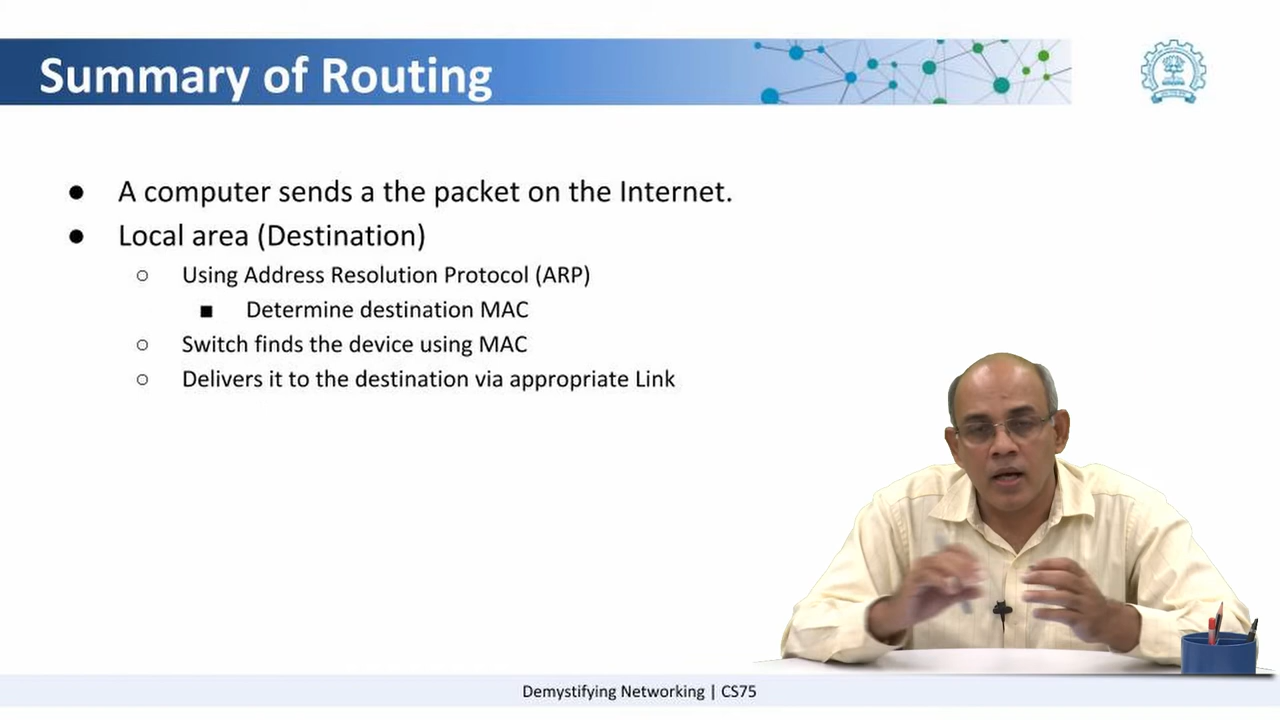 Summary of Routing
● A computer sends a the packet on the Internet.
● Local area (Destination)
○ Using Address Resolution Protocol (ARP)
■ Determine destination MAC
○ Switch finds the device using MAC
○ Delivers it to the destination via appropriate Link
Demystifying Networking | CS75